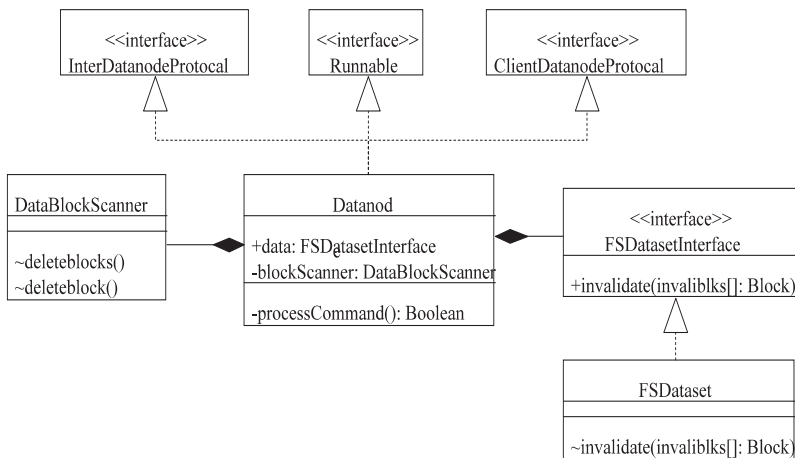 <<interface>>
InterDatanodeProtocal
<<interface>>
Runnable
<<interface>>
ClientDatanodeProtocal
DataBlockScanner
~deleteblocks()
~deleteblock()
Datanod
+data: FSDatasetInterface
-blockScanner: DataBlockScanner
-processCommand(): Boolean
e
<<interface>>
FSDatasetInterface
+invalidate(invaliblks[]: Block)
FSDataset
~invalidate(invaliblks[]: Block)